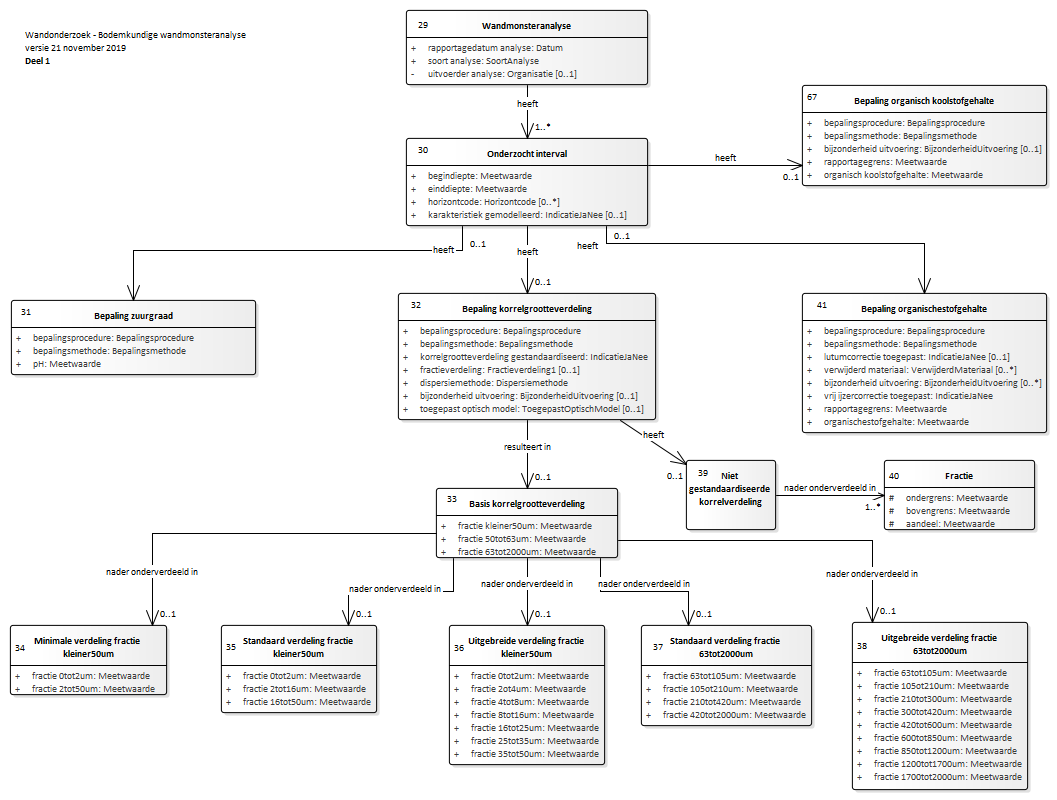 Wandonderzoek - Bodemkundige wandmonsteranalyse
versie 21 november 2019
Deel 1
29 Wandmonsteranalyse
+ rapportagedatum analyse: Datum
+ soort analyse: SoortAnalyse
- uitvoerder analyse: Organisatie [0..1]
heeft
1..*
67 Bepaling organisch koolstofgehalte
+ bepalingsprocedure: Bepalingsprocedure
+ bepalingsmethode: Bepalingsmethode
+ bijzonderheid uitvoering: BijzonderheidUitvoering [0..1]
+ rapportagegrens: Meetwaarde
+ organisch koolstofgehalte: Meetwaarde
30 Onderzocht interval
+ begindiepte: Meetwaarde
+ einddiepte: Meetwaarde
+ horizontcode: Horizontcode [0..*]
+ karakteristiek gemodelleerd: IndicatieJaNee [0..1]
heeft
0..1
heeft
0..1
heeft
0..1
heeft
0..1
31 Bepaling zuurgraad
+ bepalingsprocedure: Bepalingsprocedure
+ bepalingsmethode: Bepalingsmethode
+ pH: Meetwaarde
32 Bepaling korrelgrootteverdeling
+ bepalingsprocedure: Bepalingsprocedure
+ bepalingsmethode: Bepalingsmethode
+ korrelgrootteverdeling gestandaardiseerd: IndicatieJaNee
+ fractieverdeling: Fractieverdeling1 [0..1]
+ dispersiemethode: Dispersiemethode
+ bijzonderheid uitvoering: BijzonderheidUitvoering [0..1]
+ toegepast optisch model: ToegepastOptischModel [0..1]
41 Bepaling organischestofgehalte
+ bepalingsprocedure: Bepalingsprocedure
+ bepalingsmethode: Bepalingsmethode
+ lutumcorrectie toegepast: IndicatieJaNee [0..1]
+ verwijderd materiaal: VerwijderdMateriaal [0..*]
+ bijzonderheid uitvoering: BijzonderheidUitvoering [0..*]
+ vrij ijzercorrectie toegepast: IndicatieJaNee
+ rapportagegrens: Meetwaarde
+ organischestofgehalte: Meetwaarde
resulteert in
0..1
heeft
0..1
39 Niet
gestandaardiseerde
korrelverdeling
nader onderverdeeld in
1..*
40 Fractie
# ondergrens: Meetwaarde
# bovengrens: Meetwaarde
# aandeel: Meetwaarde
33 Basis korrelgrootteverdeling
+ fractie kleiner50um: Meetwaarde
+ fractie 50tot63um: Meetwaarde
+ fractie 63tot2000um: Meetwaarde
nader onderverdeeld in
0..1
nader onderverdeeld in
0..1
nader onderverdeeld in
0..1
nader onderverdeeld in
0..1
nader onderverdeeld in
0..1
34 Minimale verdeling fractie
kleiner50um
+ fractie 0tot2um: Meetwaarde
+ fractie 2tot50um: Meetwaarde
35 Standaard verdeling fractie
kleiner50um
+ fractie 0tot2um: Meetwaarde
+ fractie 2tot16um: Meetwaarde
+ fractie 16tot50um: Meetwaarde
36 Uitgebreide verdeling fractie
kleiner50um
+ fractie 0tot2um: Meetwaarde
+ fractie 2ot4um: Meetwaarde
+ fractie 4tot8um: Meetwaarde
+ fractie 8tot16um: Meetwaarde
+ fractie 16tot25um: Meetwaarde
+ fractie 25tot35um: Meetwaarde
+ fractie 35tot50um: Meetwaarde
37 Standaard verdeling fractie
63tot2000um
+ fractie 63tot105um: Meetwaarde
+ fractie 105ot210um: Meetwaarde
+ fractie 210tot420um: Meetwaarde
+ fractie 420tot2000um: Meetwaarde
38 Uitgebreide verdeling fractie
63tot2000um
+ fractie 63tot105um: Meetwaarde
+ fractie 105ot210um: Meetwaarde
+ fractie 210tot300um: Meetwaarde
+ fractie 300tot420um: Meetwaarde
+ fractie 420tot600um: Meetwaarde
+ fractie 600tot850um: Meetwaarde
+ fractie 850tot1200um: Meetwaarde
+ fractie 1200tot1700um: Meetwaarde
+ fractie 1700tot2000um: Meetwaarde